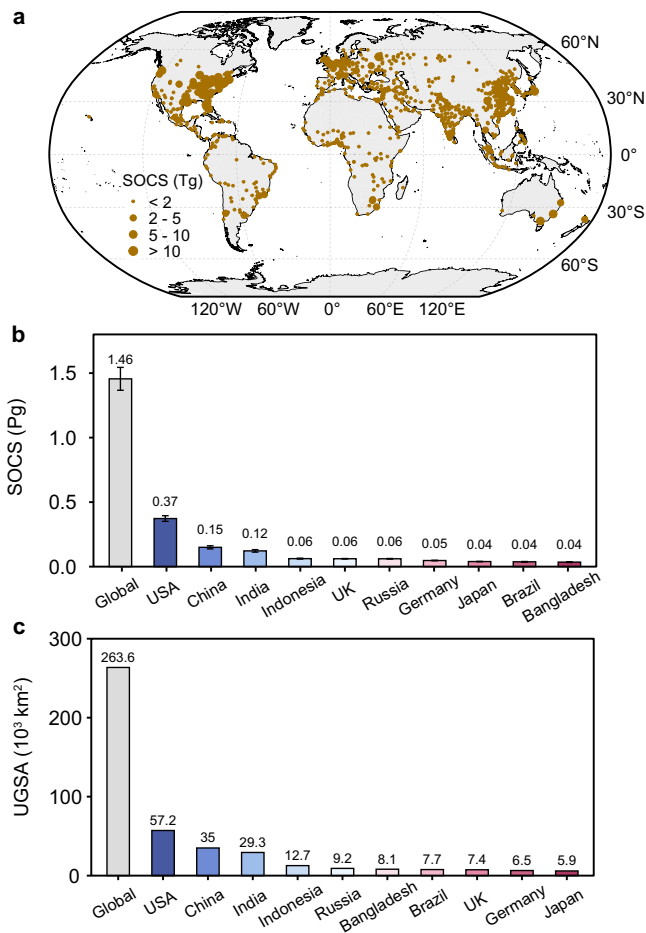 a
60°N
30°N
0°
30°S
60°S
SOCS (Tg)
< 2
2 - 5
5 - 10
> 10
120°W 60°W 0° 60°E 120°E
b
SOCS (Pg)
1.5
1.0
0.5
0.0
1.46
0.37
0.15
0.12
0.06
0.06
0.06
0.05
0.04
0.04
0.04
Global
USA
China
India
Indonesia
UK
Russia
Germany
Japan
Brazil
Bangladesh
c
UGSA (10³ km²)
300
200
100
0
263.6
57.2
35
29.3
12.7
9.2
8.1
7.7
7.4
6.5
5.9
Global
USA
China
India
Indonesia
Russia
Bangladesh
Brazil
UK
Germany
Japan